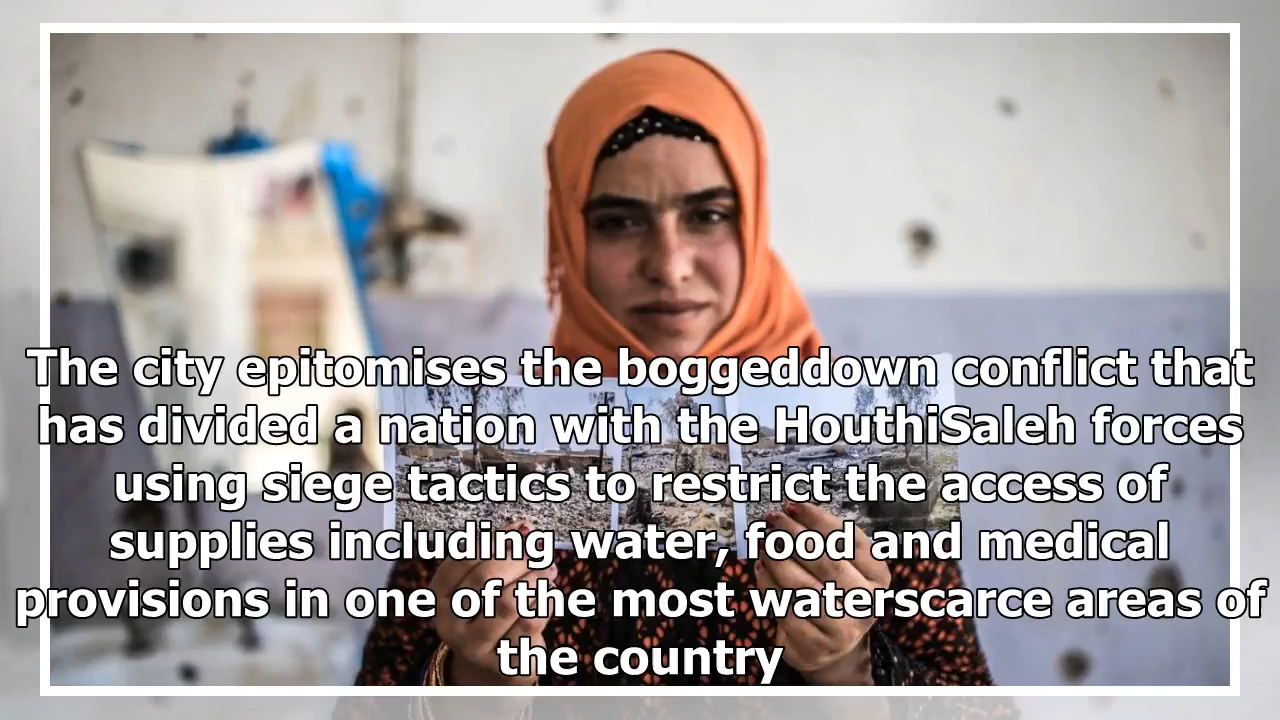 The city epitomises the boggeddown conflict that
has divided a nation with the HouthiSaleh forces
using siege tactics to restrict the access of
supplies including water, food and medical
provisions in one of the most waterscarce areas of
the country